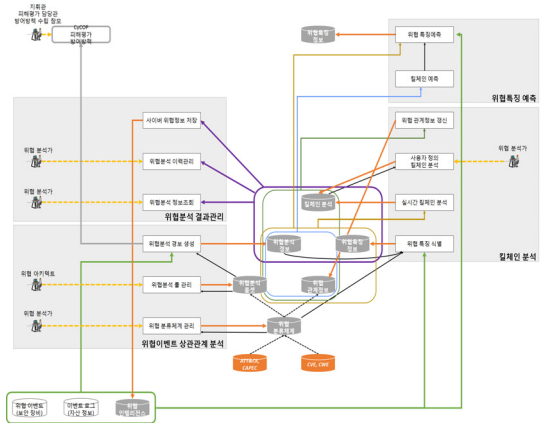 지휘관
피해평가 담당관
방어방책 수립 참모
CyCOP
피해평가
방어방책
위협특징
정보
위협 특징예측
킬체인 예측
위협특징 예측
사이버 위협정보 저장
위협 분석가
위협분석 이력관리
위협 분석가
위협분석 정보조회
위협분석 결과관리
위협 관계정보 갱신
사용자 정의
킬체인 분석
위협 분석가
킬체인 분석
실시간 킬체인 분석
위협분석 경보 생성
위협분석
정보
위협특징
정보
위협 특징 식별
킬체인 분석
위협 아키텍트
위협분석 룰 관리
위협분석
위협
관계정보
위협 분석가
위협 분류체계 관리
위협
분류체계
위협이벤트 상관관계 분석
ATT&CK,
CAPEC
CVE, CWE
위협 이벤트
(보안 장비)
이벤트 로그
(자산 정보)
위협
인텔리전스